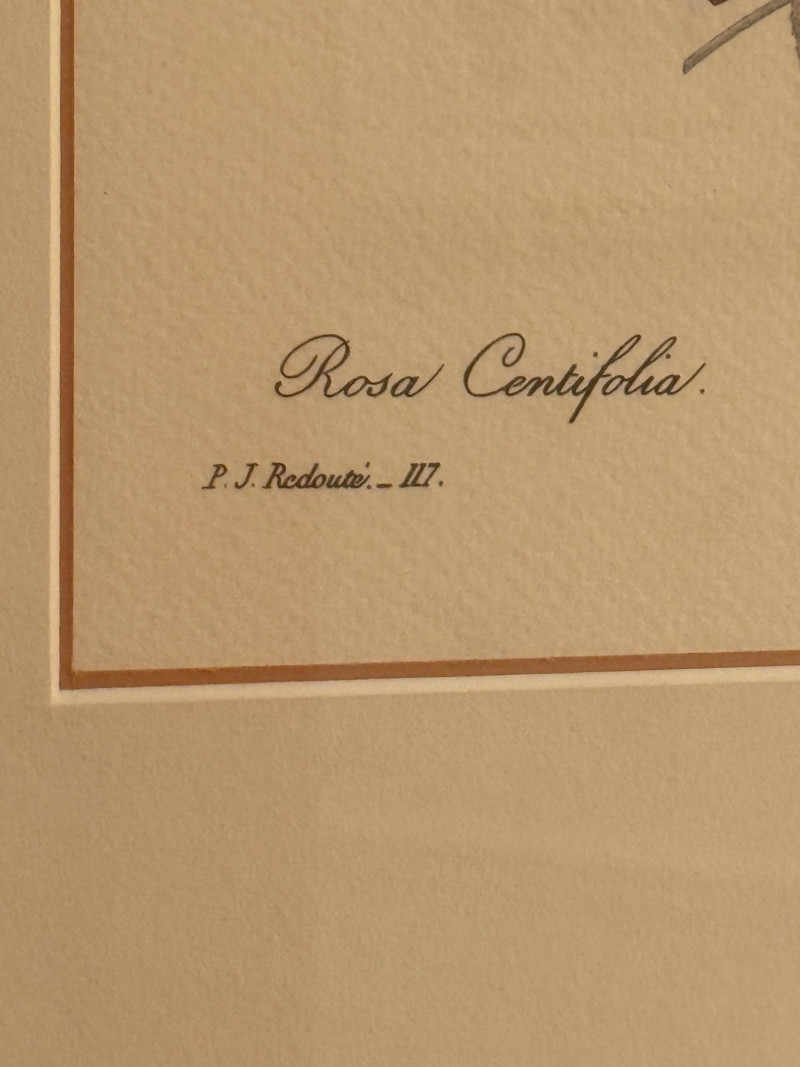 Rosa Centifolia.
P. J. Redouté. _ 117.